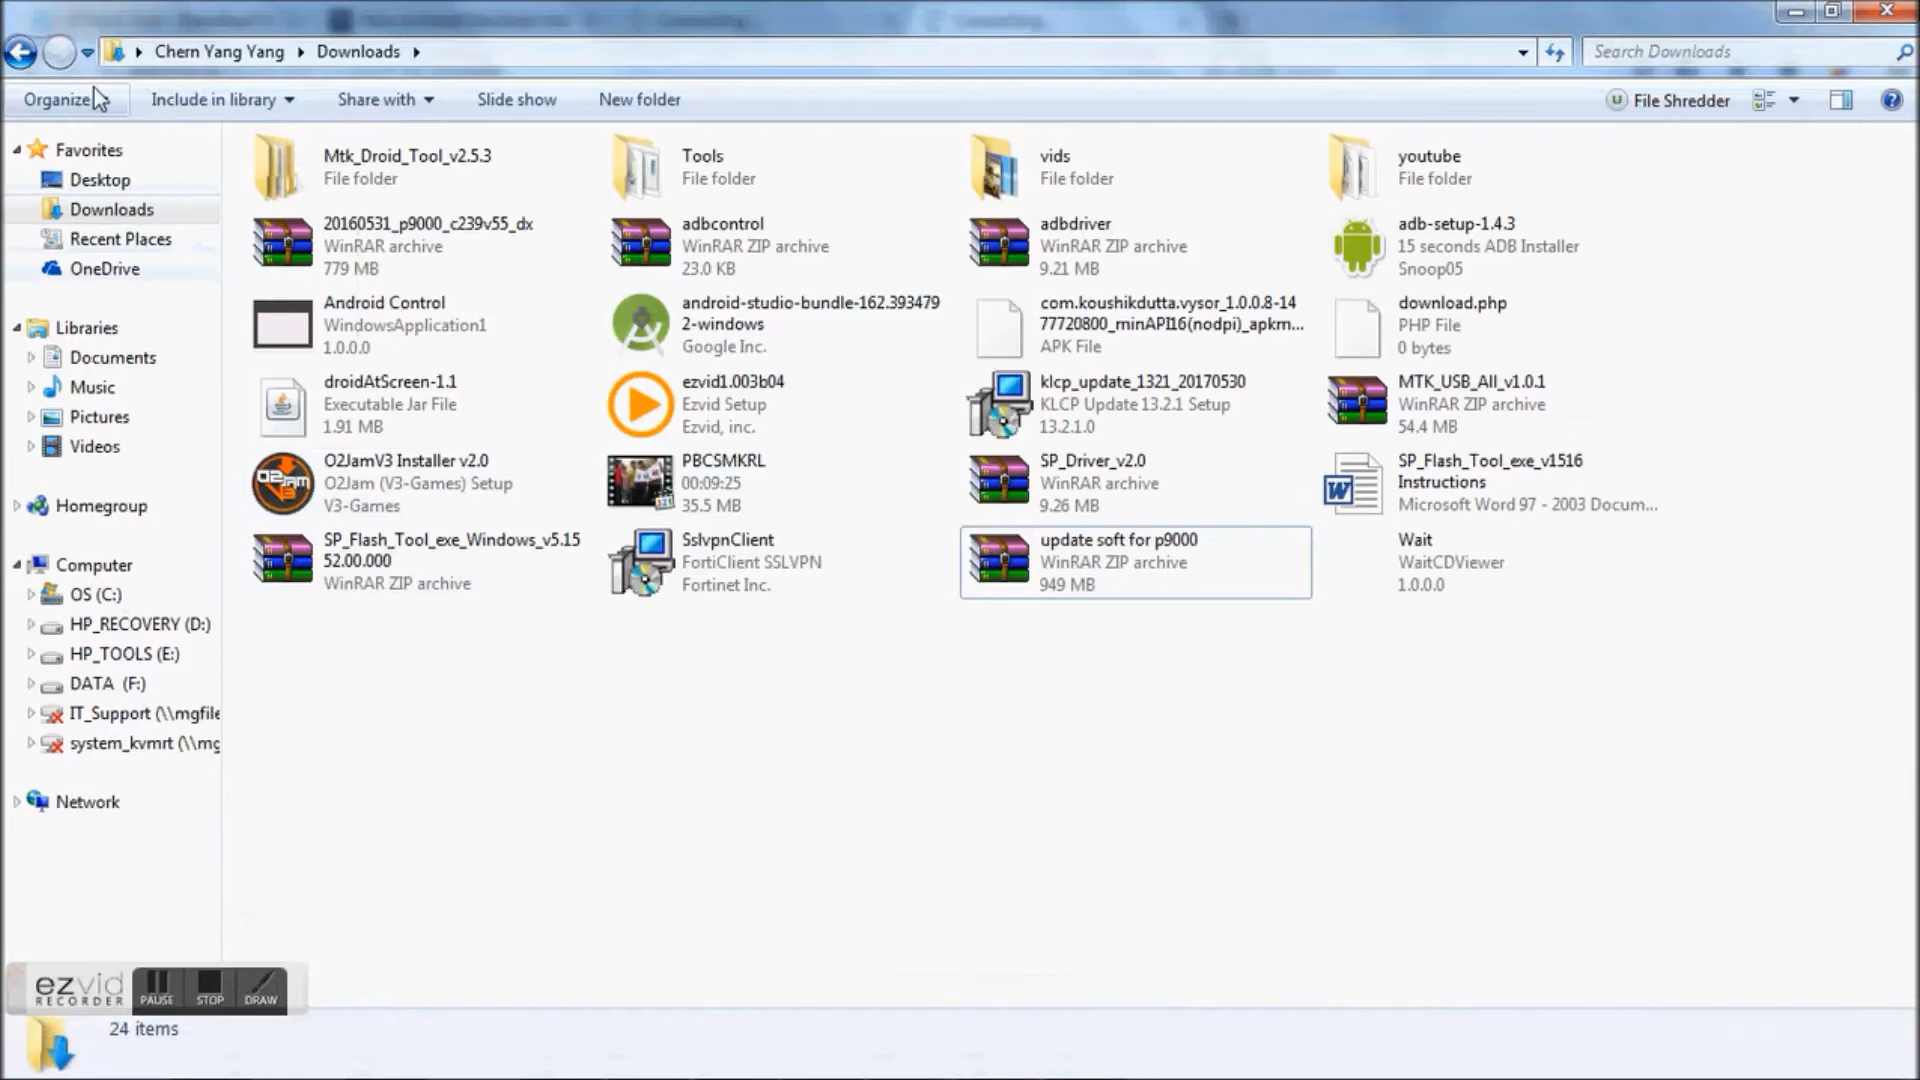 Chern Yang Yang
Downloads
Search Downloads
Organize
Include in library
Share with
Slide show
New folder
File Shredder
Favorites
Desktop
Downloads
Recent Places
OneDrive
Libraries
Documents
Music
Pictures
Videos
Homegroup
Computer
OS (C:)
HP_RECOVERY (D:)
HP_TOOLS (E:)
DATA (F:)
IT_Support (\\mgfile
system_kvmrt (\\mg
Network
Mtk_Droid_Tool_v2.5.3
File folder
Tools
File folder
vids
File folder
youtube
File folder
20160531_p9000_c239v55_dx
WinRAR archive
779 MB
adbcontrol
WinRAR ZIP archive
23.0 KB
adbdriver
WinRAR ZIP archive
9.21 MB
adb-setup-1.4.3
15 seconds ADB Installer
Snoop05
Android Control
WindowsApplication1
1.0.0.0
android-studio-bundle-162.393479
2-windows
Google Inc.
com.koushikdutta.vysor_1.0.0.8-14
77720800_minAPI16(nodpi)_apkm...
APK File
download.php
PHP File
0 bytes
droidAtScreen-1.1
Executable Jar File
1.91 MB
ezvid1.003b04
Ezvid Setup
Ezvid, inc.
klcp_update_1321_20170530
KLCP Update 13.2.1 Setup
13.2.1.0
MTK_USB_All_v1.0.1
WinRAR ZIP archive
54.4 MB
O2Jam V3
O2JamV3 Installer v2.0
O2Jam (V3-Games) Setup
V3-Games
321
PBCSMKRL
00:09:25
35.5 MB
SP_Driver_v2.0
WinRAR archive
9.26 MB
W
SP_Flash_Tool_exe_v1516
Instructions
Microsoft Word 97 - 2003 Docum...
SP_Flash_Tool_exe_Windows_v5.15
52.00.000
WinRAR ZIP archive
SslvpnClient
FortiClient SSLVPN
Fortinet Inc.
update soft for p9000
WinRAR ZIP archive
949 MB
Wait
WaitCDViewer
1.0.0.0
ezvid
RECORDER
PAUSE
STOP
DRAW
24 items